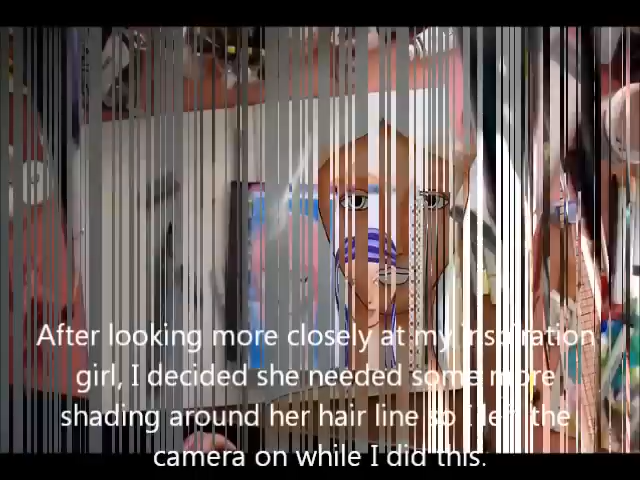 After looking more closely at my inspiration
girl, I decided she needed some more
shading around her hair line so I left the
camera on while I did this.